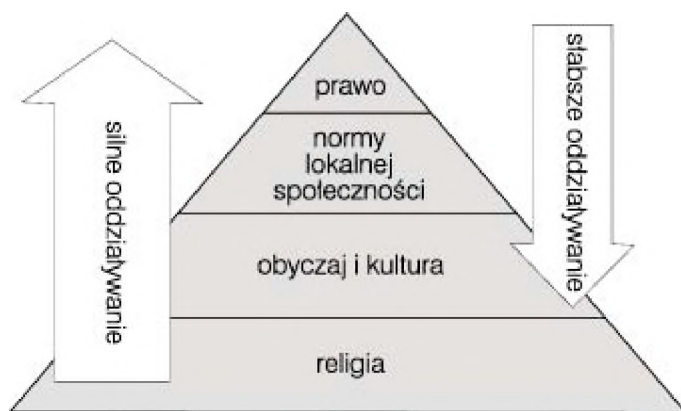 silne oddziaływanie
prawo
normy
lokalnej
społeczności
obyczaj i kultura
religia
słabsze oddziaływanie